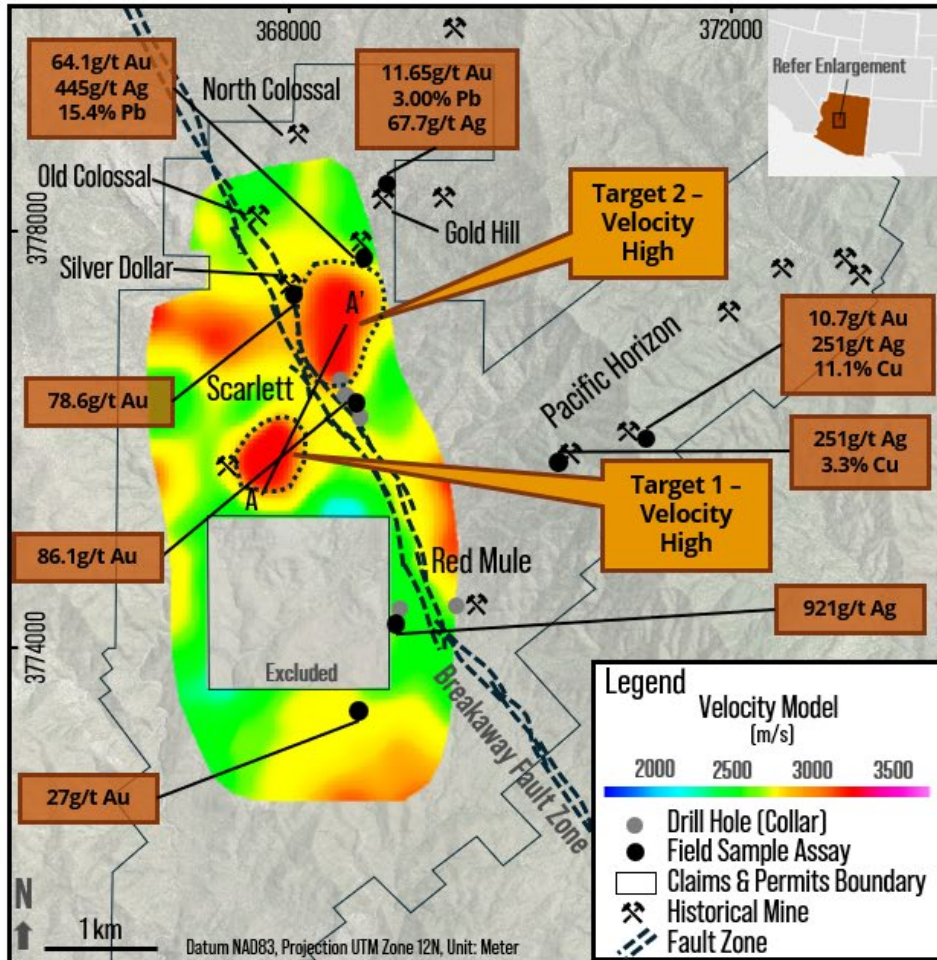 368000
372000
3778000
3774000
64.1g/t Au
445g/t Ag
15.4% Pb
North Colossal
11.65g/t Au
3.00% Pb
67.7g/t Ag
Refer Enlargement
Old Colossal
Gold Hill
Target 2 –
Velocity
High
Silver Dollar
A'
78.6g/t Au
Scarlett
Pacific Horizon
10.7g/t Au
251g/t Ag
11.1% Cu
251g/t Ag
3.3% Cu
A
Target 1 –
Velocity
High
86.1g/t Au
Red Mule
921g/t Ag
Excluded
Breakaway Fault Zone
27g/t Au
N
1 km
Datum NAD83, Projection UTM Zone 12N, Unit: Meter
Legend
Velocity Model
(m/s)
2000 2500 3000 3500
Drill Hole (Collar)
Field Sample Assay
Claims & Permits Boundary
Historical Mine
Fault Zone